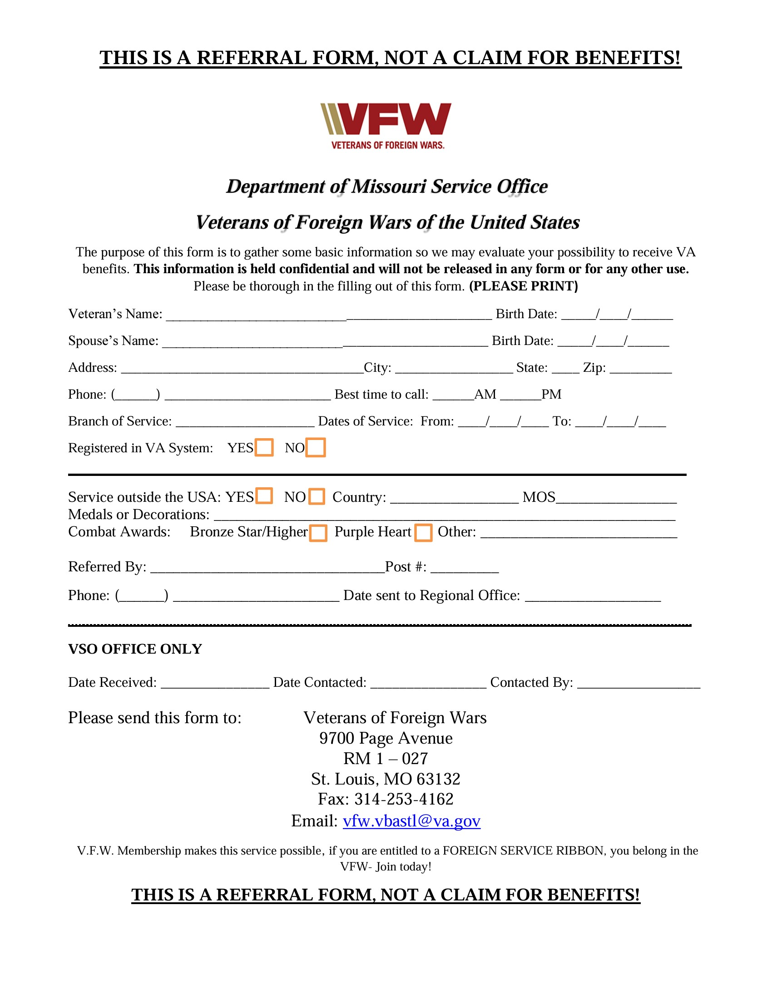 THIS IS A REFERRAL FORM, NOT A CLAIM FOR BENEFITS!
VFW
VETERANS OF FOREIGN WARS.
Department of Missouri Service Office
Veterans of Foreign Wars of the United States
The purpose of this form is to gather some basic information so we may evaluate your possibility to receive VA
benefits. This information is held confidential and will not be released in any form or for any other use.
Please be thorough in the filling out of this form. (PLEASE PRINT)
Veteran’s Name: _______________________________________________ Birth Date: _____/____/______
Spouse’s Name: _______________________________________________ Birth Date: _____/____/______
Address: ___________________________________City: _________________ State: ____ Zip: _________
Phone: (______) ________________________ Best time to call: ______AM ______PM
Branch of Service: ____________________ Dates of Service: From: ____/____/____ To: ____/____/____
Registered in VA System: YES NO
Service outside the USA: YES NO Country: _________________ MOS________________
Medals or Decorations: _____________________________________________________________
Combat Awards: Bronze Star/Higher Purple Heart Other: __________________________
Referred By: _______________________________Post #: _________
Phone: (______) ______________________ Date sent to Regional Office: __________________
VSO OFFICE ONLY
Date Received: _______________ Date Contacted: ________________ Contacted By: _________________
Please send this form to: Veterans of Foreign Wars
9700 Page Avenue
RM 1 – 027
St. Louis, MO 63132
Fax: 314-253-4162
Email: vfw.vbastl@va.gov
V.F.W. Membership makes this service possible, if you are entitled to a FOREIGN SERVICE RIBBON, you belong in the
VFW- Join today!
THIS IS A REFERRAL FORM, NOT A CLAIM FOR BENEFITS!